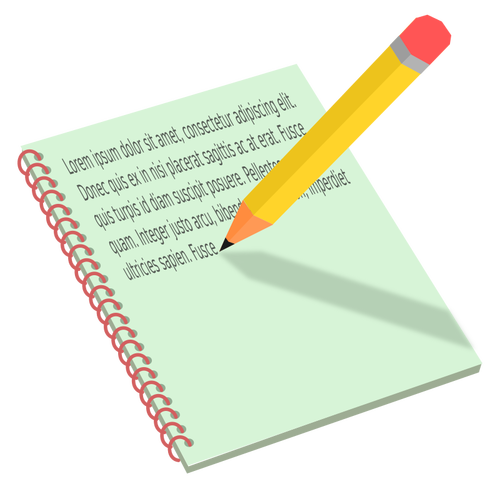 Lorem ipsum dolor sit amet, consectetur adipiscing elit.
Donec quis ex in nisi placerat sagittis ac at erat. Fusce
quis turpis id diam suscipit posuere.
quam. Integer justo arcu, imperdiet
ultricies sapien. Fusce